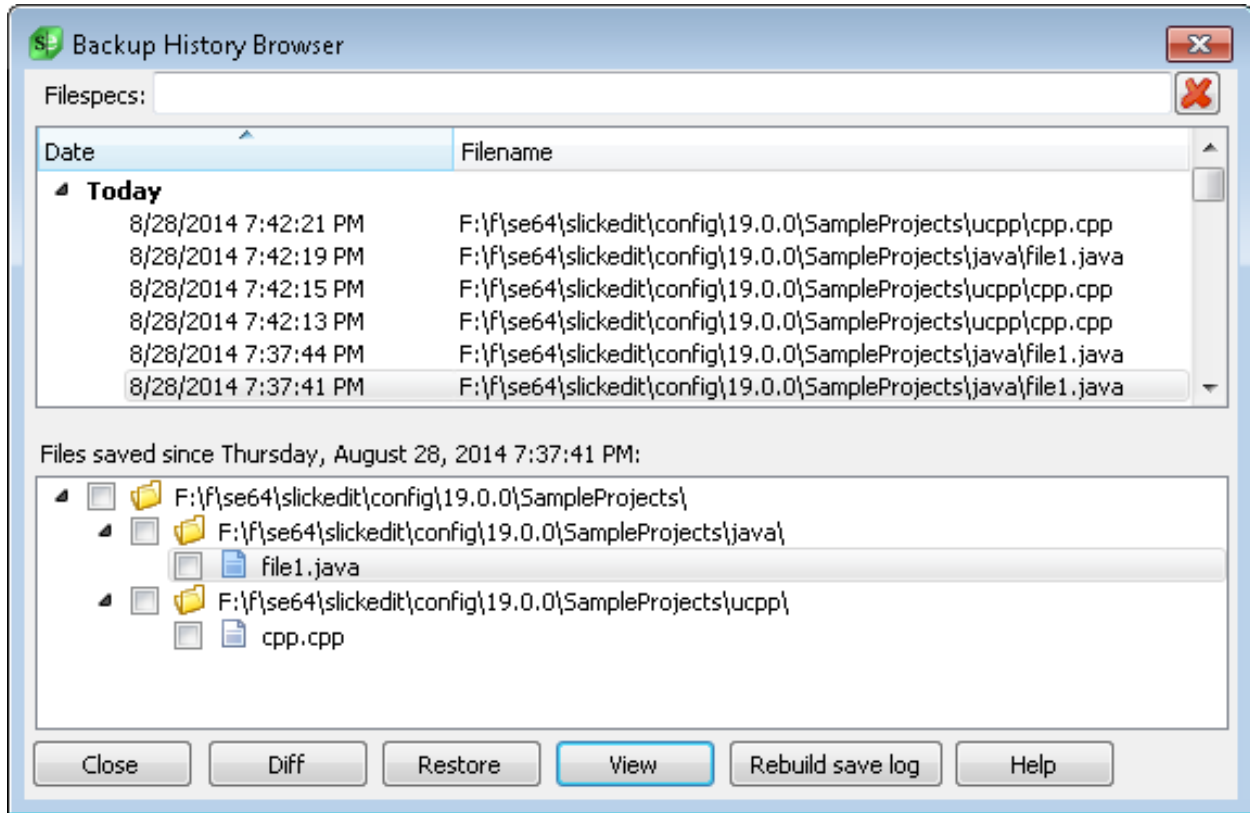 Backup History Browser
Filespecs:
Date Filename
Today
8/28/2014 7:42:21 PM F:\f\se64\slickedit\config\19.0.0\SampleProjects\ucpp\cpp.cpp
8/28/2014 7:42:19 PM F:\f\se64\slickedit\config\19.0.0\SampleProjects\java\file1.java
8/28/2014 7:42:15 PM F:\f\se64\slickedit\config\19.0.0\SampleProjects\ucpp\cpp.cpp
8/28/2014 7:42:13 PM F:\f\se64\slickedit\config\19.0.0\SampleProjects\ucpp\cpp.cpp
8/28/2014 7:37:44 PM F:\f\se64\slickedit\config\19.0.0\SampleProjects\java\file1.java
8/28/2014 7:37:41 PM F:\f\se64\slickedit\config\19.0.0\SampleProjects\java\file1.java
Files saved since Thursday, August 28, 2014 7:37:41 PM:
F:\f\se64\slickedit\config\19.0.0\SampleProjects\
F:\f\se64\slickedit\config\19.0.0\SampleProjects\java\
file1.java
F:\f\se64\slickedit\config\19.0.0\SampleProjects\ucpp\
cpp.cpp
Close Diff Restore View Rebuild save log Help